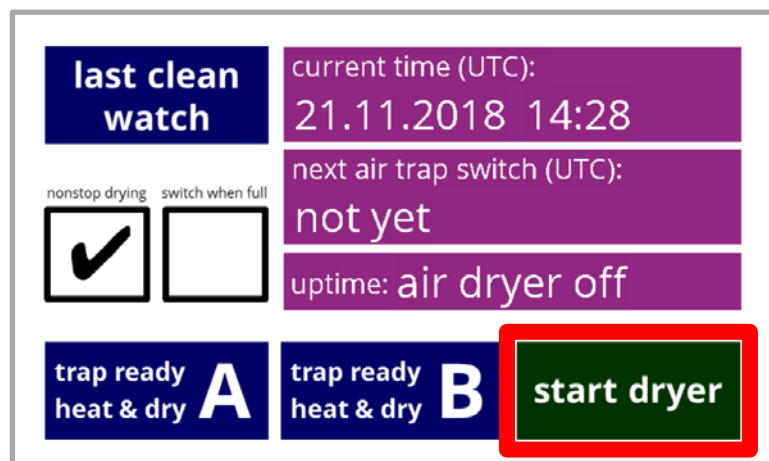 last clean
watch
current time (UTC):
21.11.2018 14:28
next air trap switch (UTC):
not yet
nonstop drying switch when full
uptime: air dryer off
trap ready
heat & dry A
trap ready
heat & dry B
start dryer